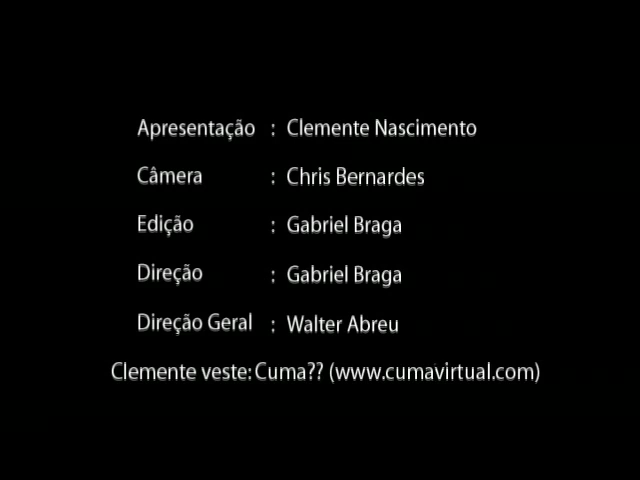 Apresentação : Clemente Nascimento
Câmera : Chris Bernardes
Edição : Gabriel Braga
Direção : Gabriel Braga
Direção Geral : Walter Abreu
Clemente veste: Cuma?? (www.cumavirtual.com)